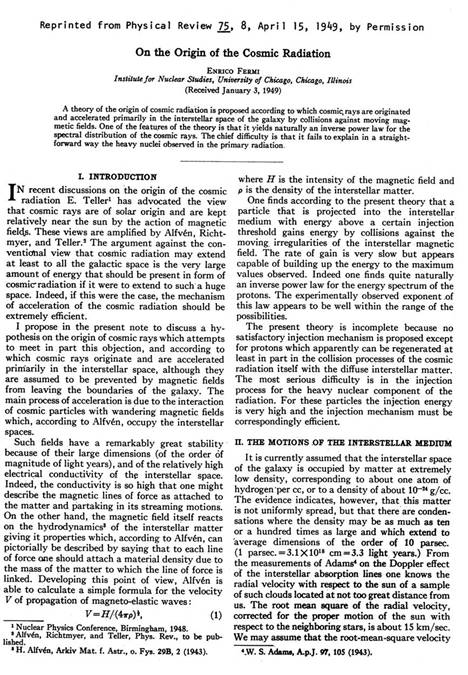 Reprinted from Physical Review 75, 8, April 15, 1949, by Permission
On the Origin of the Cosmic Radiation
ENRICO FERMI
Institute for Nuclear Studies, University of Chicago, Chicago, Illinois
(Received January 3, 1949)
A theory of the origin of cosmic radiation is proposed according to which cosmic rays are originated
and accelerated primarily in the interstellar space of the galaxy by collisions against moving mag-
netic fields. One of the features of the theory is that it yields naturally an inverse power law for the
spectral distribution of the cosmic rays. The chief difficulty is that it fails to explain in a straight-
forward way the heavy nuclei observed in the primary radiation.
I. INTRODUCTION
IN recent discussions on the origin of the cosmic
radiation E. Teller¹ has advocated the view
that cosmic rays are of solar origin and are kept
relatively near the sun by the action of magnetic
fields. These views are amplified by Alfvén, Richt-
myer, and Teller.² The argument against the con-
ventional view that cosmic radiation may extend
at least to all the galactic space is the very large
amount of energy that should be present in form of
cosmic radiation if it were to extend to such a huge
space. Indeed, if this were the case, the mechanism
of acceleration of the cosmic radiation should be
extremely efficient.
I propose in the present note to discuss a hy-
pothesis on the origin of cosmic rays which attempts
to meet in part this objection, and according to
which cosmic rays originate and are accelerated
primarily in the interstellar space, although they
are assumed to be prevented by magnetic fields
from leaving the boundaries of the galaxy. The
main process of acceleration is due to the interaction
of cosmic particles with wandering magnetic fields
which, according to Alfvén, occupy the interstellar
spaces.
Such fields have a remarkably great stability
because of their large dimensions (of the order of
magnitude of light years), and of the relatively high
electrical conductivity of the interstellar space.
Indeed, the conductivity is so high that one might
describe the magnetic lines of force as attached to
the matter and partaking in its streaming motions.
On the other hand, the magnetic field itself reacts
on the hydrodynamics³ of the interstellar matter
giving it properties which, according to Alfvén, can
pictorially be described by saying that to each line
of force one should attach a material density due to
the mass of the matter to which the line of force is
linked. Developing this point of view, Alfvén is
able to calculate a simple formula for the velocity
V of propagation of magneto-elastic waves:
V=H/(4πρ)½, (1)
¹ Nuclear Physics Conference, Birmingham, 1948.
² Alfvén, Richtmyer, and Teller, Phys. Rev., to be pub-
lished.
³ H. Alfvén, Arkiv Mat. f. Astr., o. Fys. 29B, 2 (1943).
where H is the intensity of the magnetic field and
ρ is the density of the interstellar matter.
One finds according to the present theory that a
particle that is projected into the interstellar
medium with energy above a certain injection
threshold gains energy by collisions against the
moving irregularities of the interstellar magnetic
field. The rate of gain is very slow but appears
capable of building up the energy to the maximum
values observed. Indeed one finds quite naturally
an inverse power law for the energy spectrum of the
protons. The experimentally observed exponent of
this law appears to be well within the range of the
possibilities.
The present theory is incomplete because no
satisfactory injection mechanism is proposed except
for protons which apparently can be regenerated at
least in part in the collision processes of the cosmic
radiation itself with the diffuse interstellar matter.
The most serious difficulty is in the injection
process for the heavy nuclear component of the
radiation. For these particles the injection energy
is very high and the injection mechanism must be
correspondingly efficient.
II. THE MOTIONS OF THE INTERSTELLAR MEDIUM
It is currently assumed that the interstellar space
of the galaxy is occupied by matter at extremely
low density, corresponding to about one atom of
hydrogen per cc, or to a density of about 10⁻²⁴ g/cc.
The evidence indicates, however, that this matter
is not uniformly spread, but that there are conden-
sations where the density may be as much as ten
or a hundred times as large and which extend to
average dimensions of the order of 10 parsec.
(1 parsec.=3.1×10¹⁸ cm=3.3 light years.) From
the measurements of Adams⁴ on the Doppler effect
of the interstellar absorption lines one knows the
radial velocity with respect to the sun of a sample
of such clouds located at not too great distance from
us. The root mean square of the radial velocity,
corrected for the proper motion of the sun with
respect to the neighboring stars, is about 15 km/sec.
We may assume that the root-mean-square velocity
⁴ W. S. Adams, A.p.J. 97, 105 (1943).